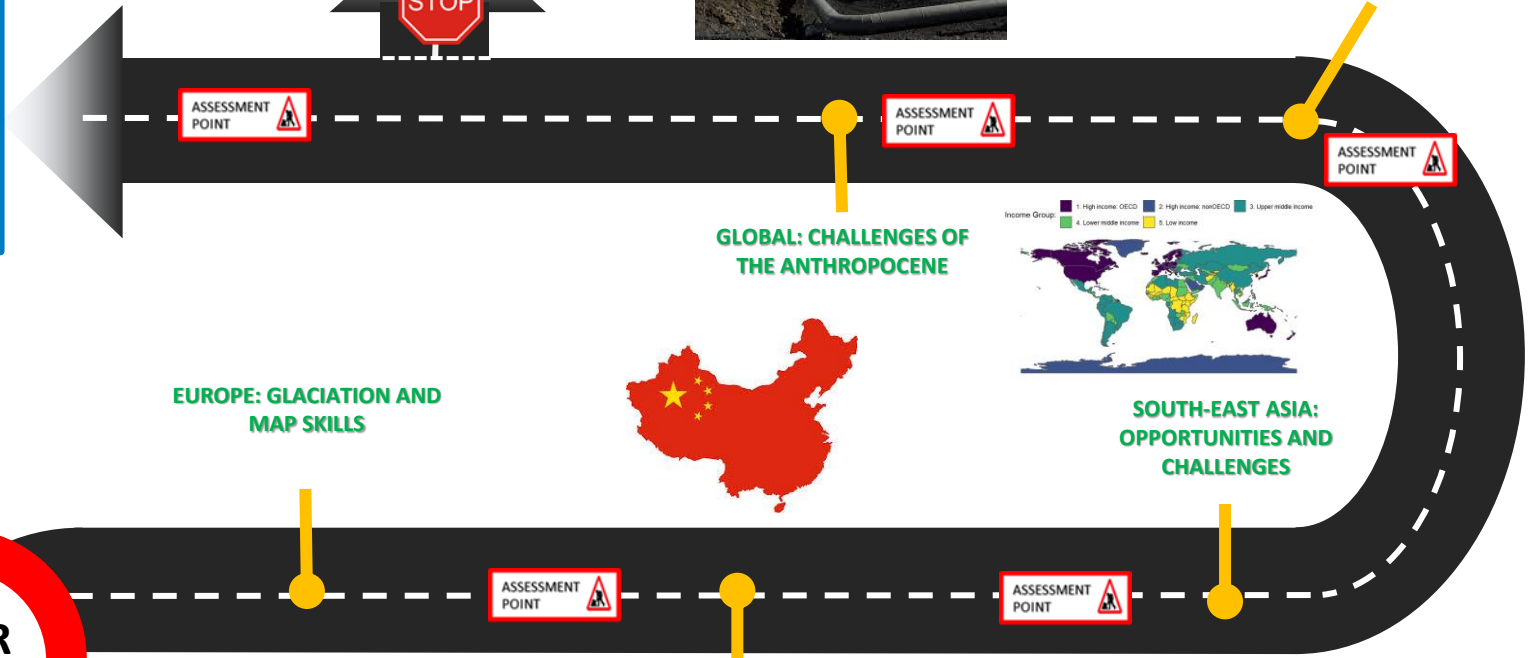 STOP
ASSESSMENT
POINT
ASSESSMENT
POINT
ASSESSMENT
POINT
GLOBAL: CHALLENGES OF
THE ANTHROPOCENE
Income Group:
1. High income: OECD
2. High income: nonOECD
3. Upper middle income
4. Lower middle income
5. Low income
EUROPE: GLACIATION AND
MAP SKILLS
SOUTH-EAST ASIA:
OPPORTUNITIES AND
CHALLENGES
ASSESSMENT
POINT
ASSESSMENT
POINT
R